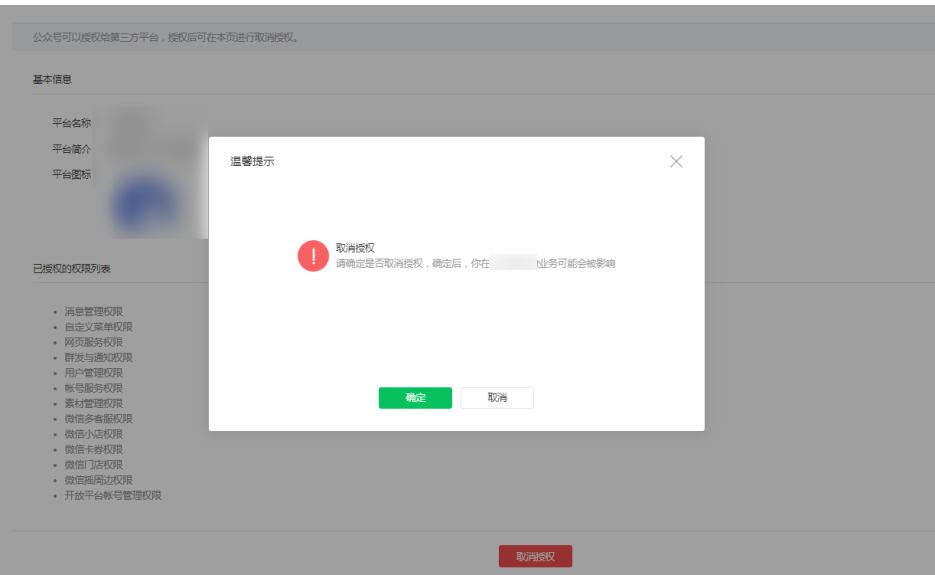 公众号可以授权给第三方平台，授权后可在本页进行取消授权。
基本信息
平台名称
平台简介
平台图标
温馨提示
取消授权
请确定是否取消授权，确定后，你在 业务可能会被影响
确定 取消
已授权的权限列表
• 消息管理权限
• 自定义菜单权限
• 网页服务权限
• 群发与通知权限
• 用户管理权限
• 帐号服务权限
• 素材管理权限
• 微信多客服权限
• 微信小店权限
• 微信卡券权限
• 微信门店权限
• 微信摇周边权限
• 开放平台帐号管理权限
取消授权